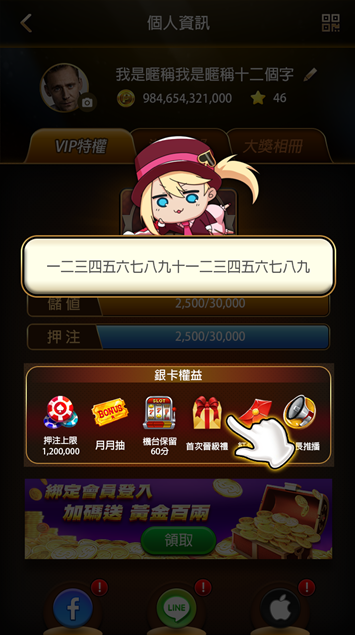 個人資訊
我是暱稱我是暱稱十二個字
984,654,321,000
46
VIP特權
大獎相冊
一二三四五六七八九十一二三四五六七八九
儲值
2,500/30,000
押注
2,500/30,000
銀卡權益
BONUS
SLOT
押注上限
1,200,000
月月抽
機台保留
60分
首次晉級禮
長推播
綁定會員登入
加碼送 黃金百兩
領取
LINE